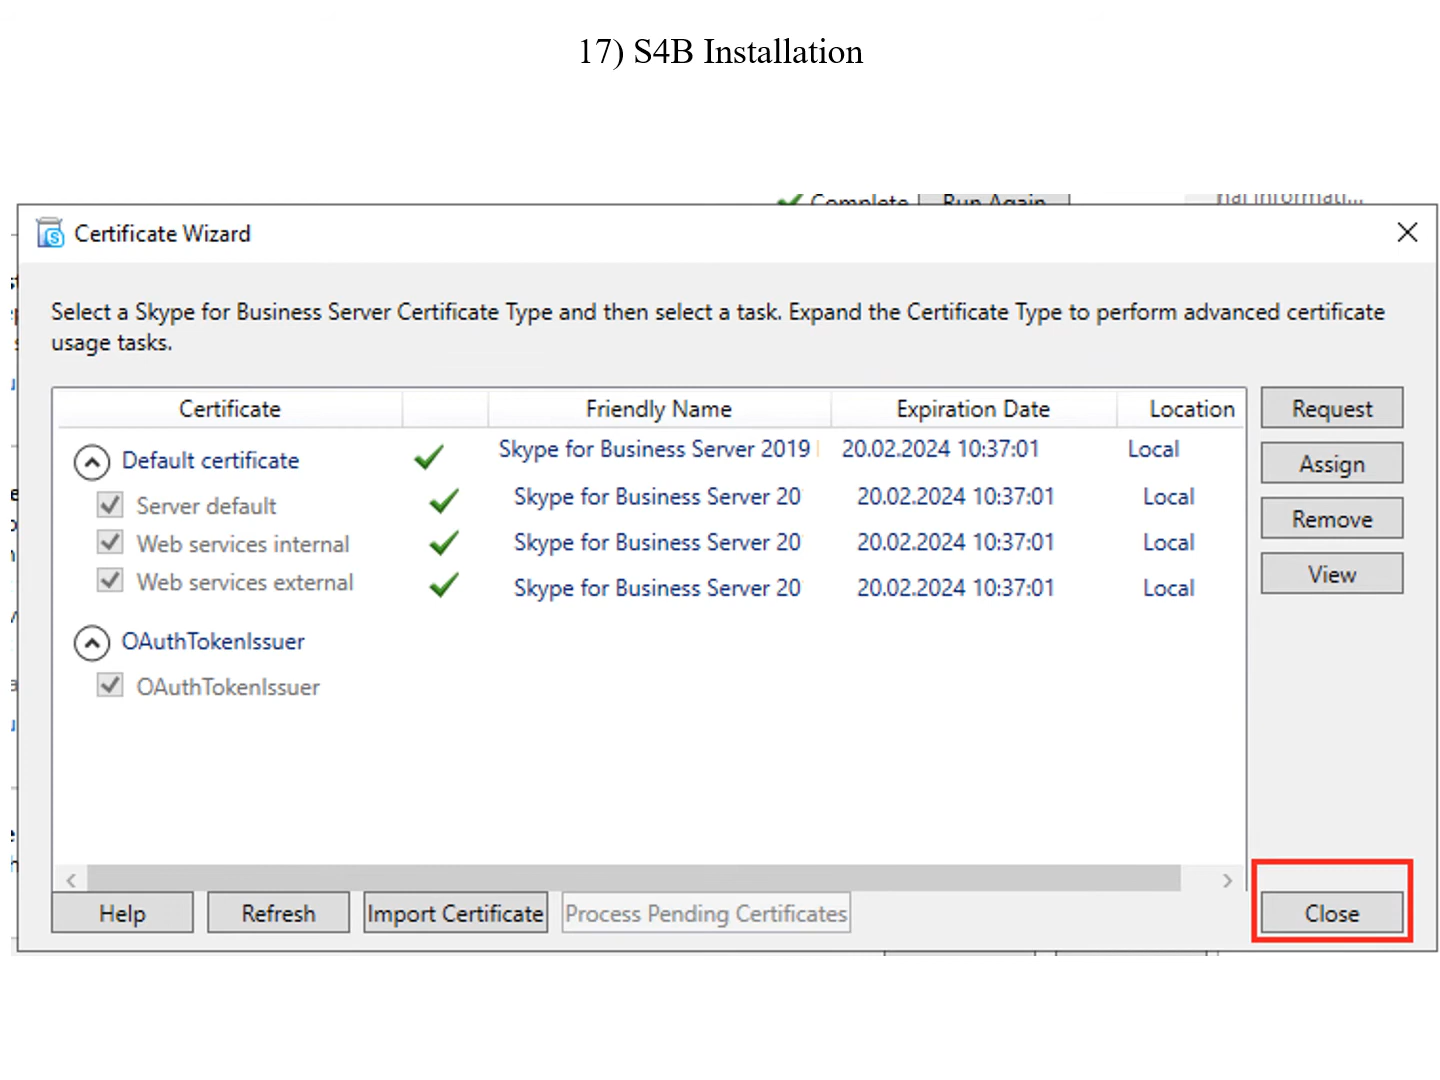 17) S4B Installation
Complete
Run Again
Certificate Wizard
Select a Skype for Business Server Certificate Type and then select a task. Expand the Certificate Type to perform advanced certificate
usage tasks.
Certificate Friendly Name Expiration Date Location
Default certificate Skype for Business Server 2019 20.02.2024 10:37:01 Local
Server default Skype for Business Server 20 20.02.2024 10:37:01 Local
Web services internal Skype for Business Server 20 20.02.2024 10:37:01 Local
Web services external Skype for Business Server 20 20.02.2024 10:37:01 Local
OAuthTokenIssuer
OAuthTokenIssuer
Request
Assign
Remove
View
Help
Refresh
Import Certificate
Process Pending Certificates
Close